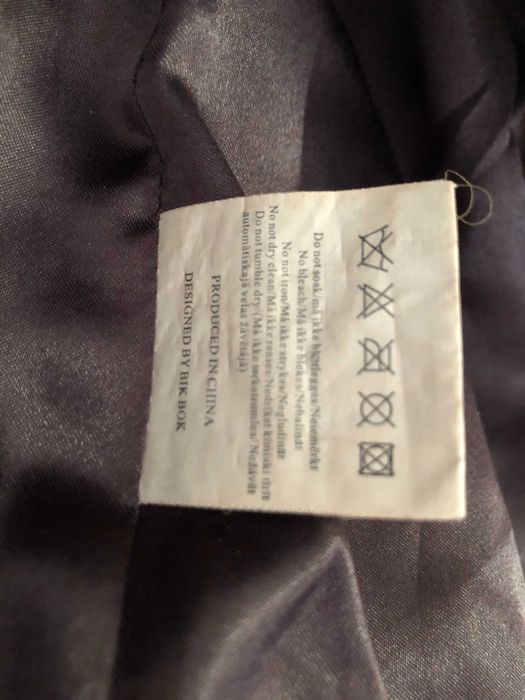 Do not soak/må ikke bløtlegges/Neiemērkt
No bleach/Må ikke blekes/Nebalināt
No not iron/Må ikke strykes/Negludināt
No not dry clean/Må ikke renses/Nedrīkst ķīmiski tīrīt
Do not tumble dry/(Må ikke tørketromles/ Nežāvēt
automātiskajā veļas žāvētājā)
PRODUCED IN CHINA
DESIGNED BY BIK BOK